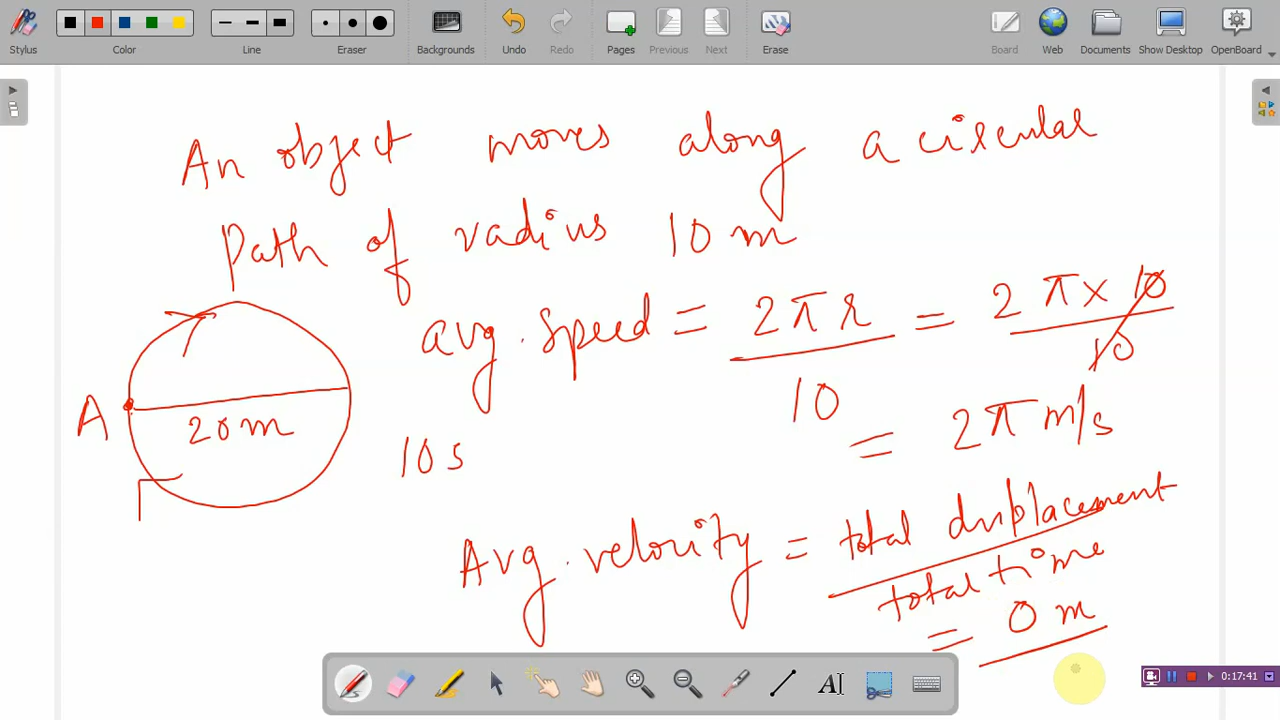 Stylus
Color
Line
Eraser
Backgrounds
Undo
Redo
Pages
Previous
Next
Erase
Board
Web
Documents
Show Desktop
OpenBoard
An object moves along a circular
Path of radius 10 m
avg. speed = 2πr / 10 = 2 π x 10 / 10
= 2π m/s
A
20 m
10 s
Avg. velocity = total displacement / total time
= 0 m
AI
0:17:41